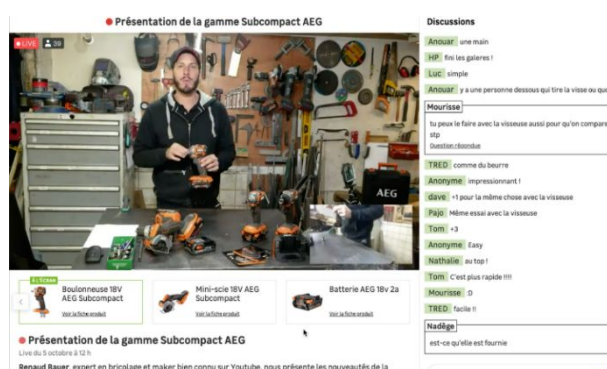 Présentation de la gamme Subcompact AEG
LIVE 39
AEG
À L'ÉCRAN
Boulonneuse 18V
AEG Subcompact
Voir la fiche produit
Mini-scie 18V AEG
Subcompact
Voir la fiche produit
Batterie AEG 18v 2a
Voir la fiche produit
Présentation de la gamme Subcompact AEG
Live du 5 octobre à 12 h
Renaud Bauer, expert en bricolage et maker bien connu sur Youtube, nous présente les nouveautés de la
Discussions
Anouar une main
HP fini les galeres !
Luc simple
Anouar y a une personne dessous qui tire la visse ou
Mourisse
tu peux le faire avec la visseuse aussi pour qu'on compare
stp
Question répondue
TRED comme du beurre
Anonyme impressionnant !
dave +1 pour la même chose avec la visseuse
Pajo Même essai avec la visseuse
Tom +3
Anonyme Easy
Nathalie au top !
Tom C'est plus rapide !!!!
Mourisse :D
TRED facile !!
Nadège
est-ce qu'elle est fournie